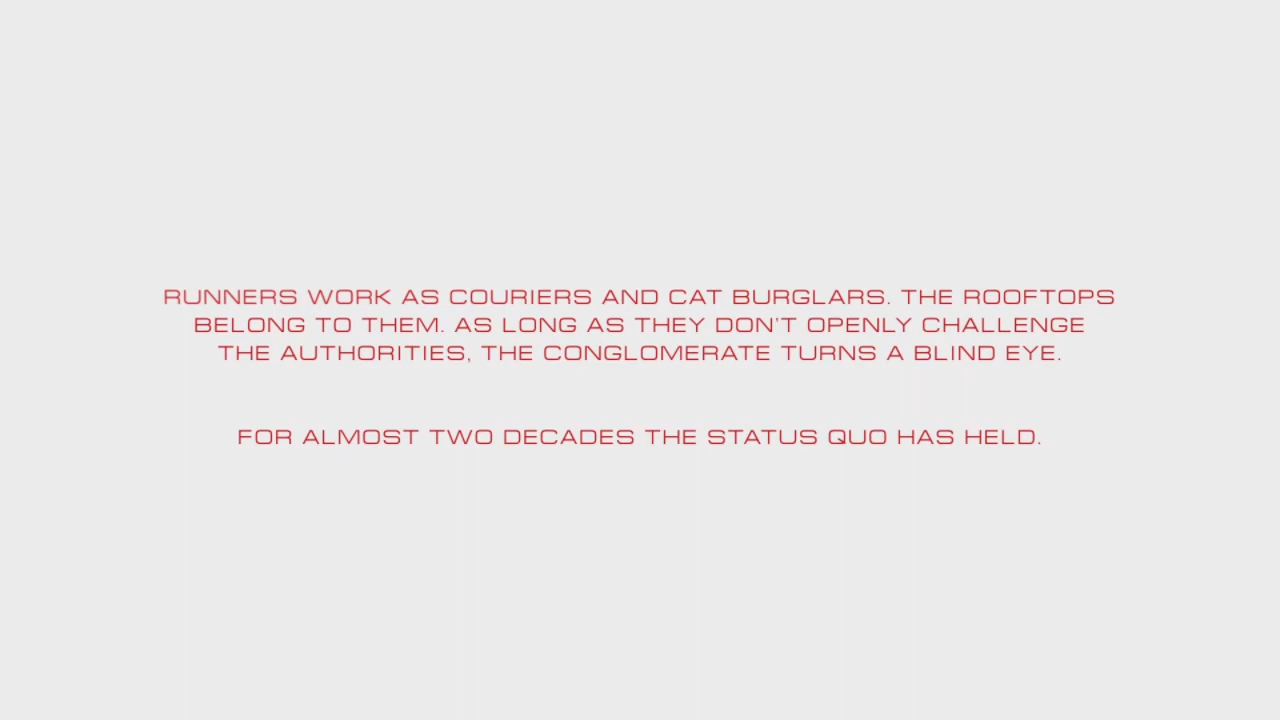 RUNNERS WORK AS COURIERS AND CAT BURGLARS. THE ROOFTOPS
BELONG TO THEM. AS LONG AS THEY DON'T OPENLY CHALLENGE
THE AUTHORITIES, THE CONGLOMERATE TURNS A BLIND EYE.
FOR ALMOST TWO DECADES THE STATUS QUO HAS HELD.